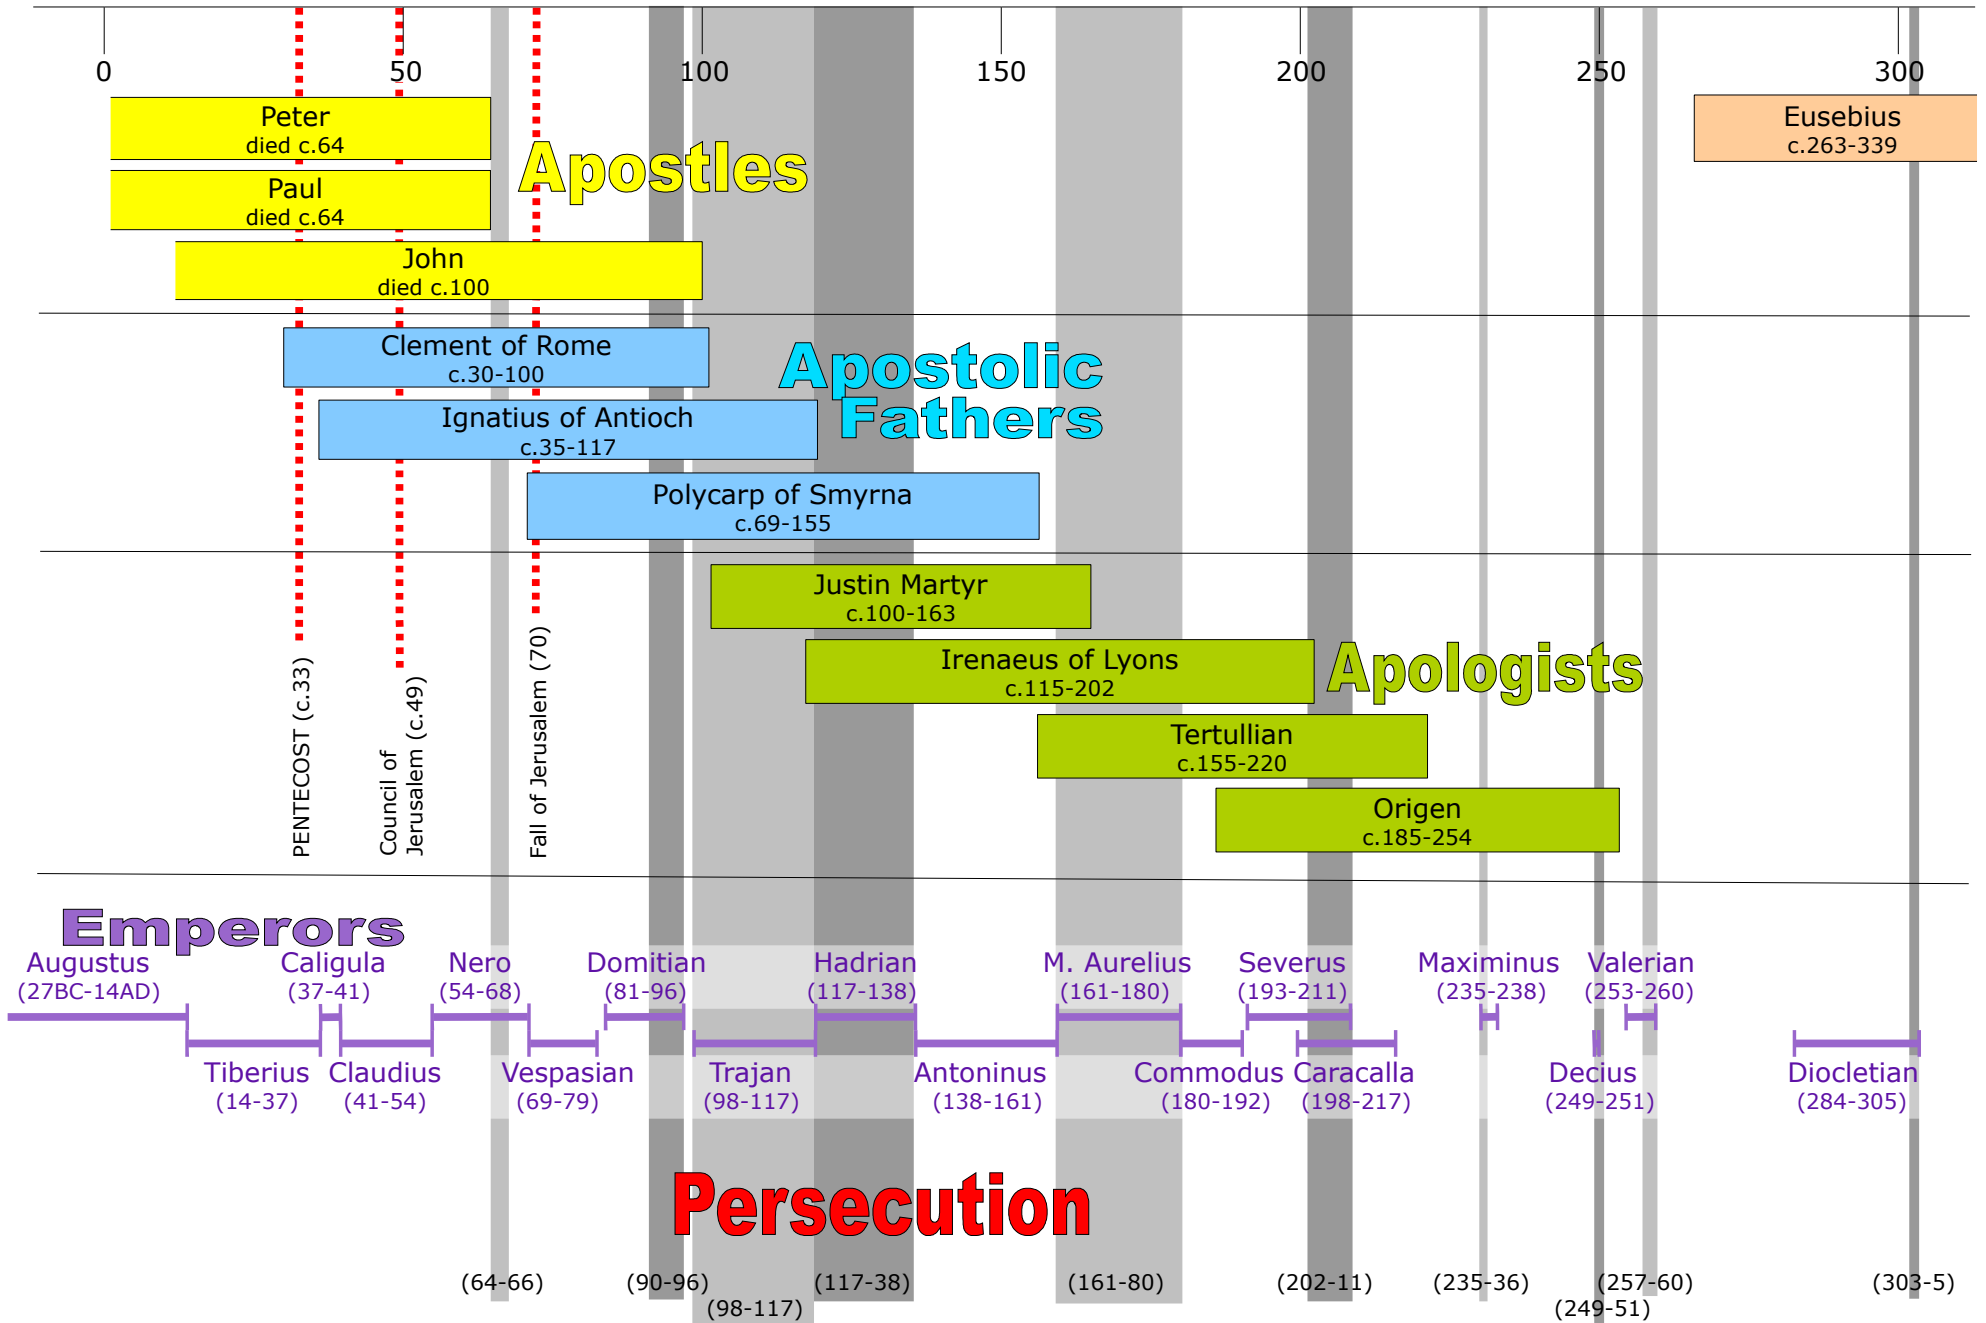 0 50 100 150 200 250 300
Peter
died c.64
Eusebius
c.263-339
Apostles
Paul
died c.64
John
died c.100
Clement of Rome
c.30-100
Apostolic
Fathers
Ignatius of Antioch
c.35-117
Polycarp of Smyrna
c.69-155
Justin Martyr
c.100-163
Irenaeus of Lyons
c.115-202
Apologists
Tertullian
c.155-220
Origen
c.185-254
PENTECOST (c.33)
Council of
Jerusalem (c.49)
Fall of Jerusalem (70)
Emperors
Augustus
(27BC-14AD)
Caligula
(37-41)
Nero
(54-68)
Domitian
(81-96)
Hadrian
(117-138)
M. Aurelius
(161-180)
Severus
(193-211)
Maximinus
(235-238)
Valerian
(253-260)
Tiberius
(14-37)
Claudius
(41-54)
Vespasian
(69-79)
Trajan
(98-117)
Antoninus
(138-161)
Commodus
(180-192)
Caracalla
(198-217)
Decius
(249-251)
Diocletian
(284-305)
Persecution
(64-66)
(90-96)
(98-117)
(117-38)
(161-80)
(202-11)
(235-36)
(249-51)
(257-60)
(303-5)